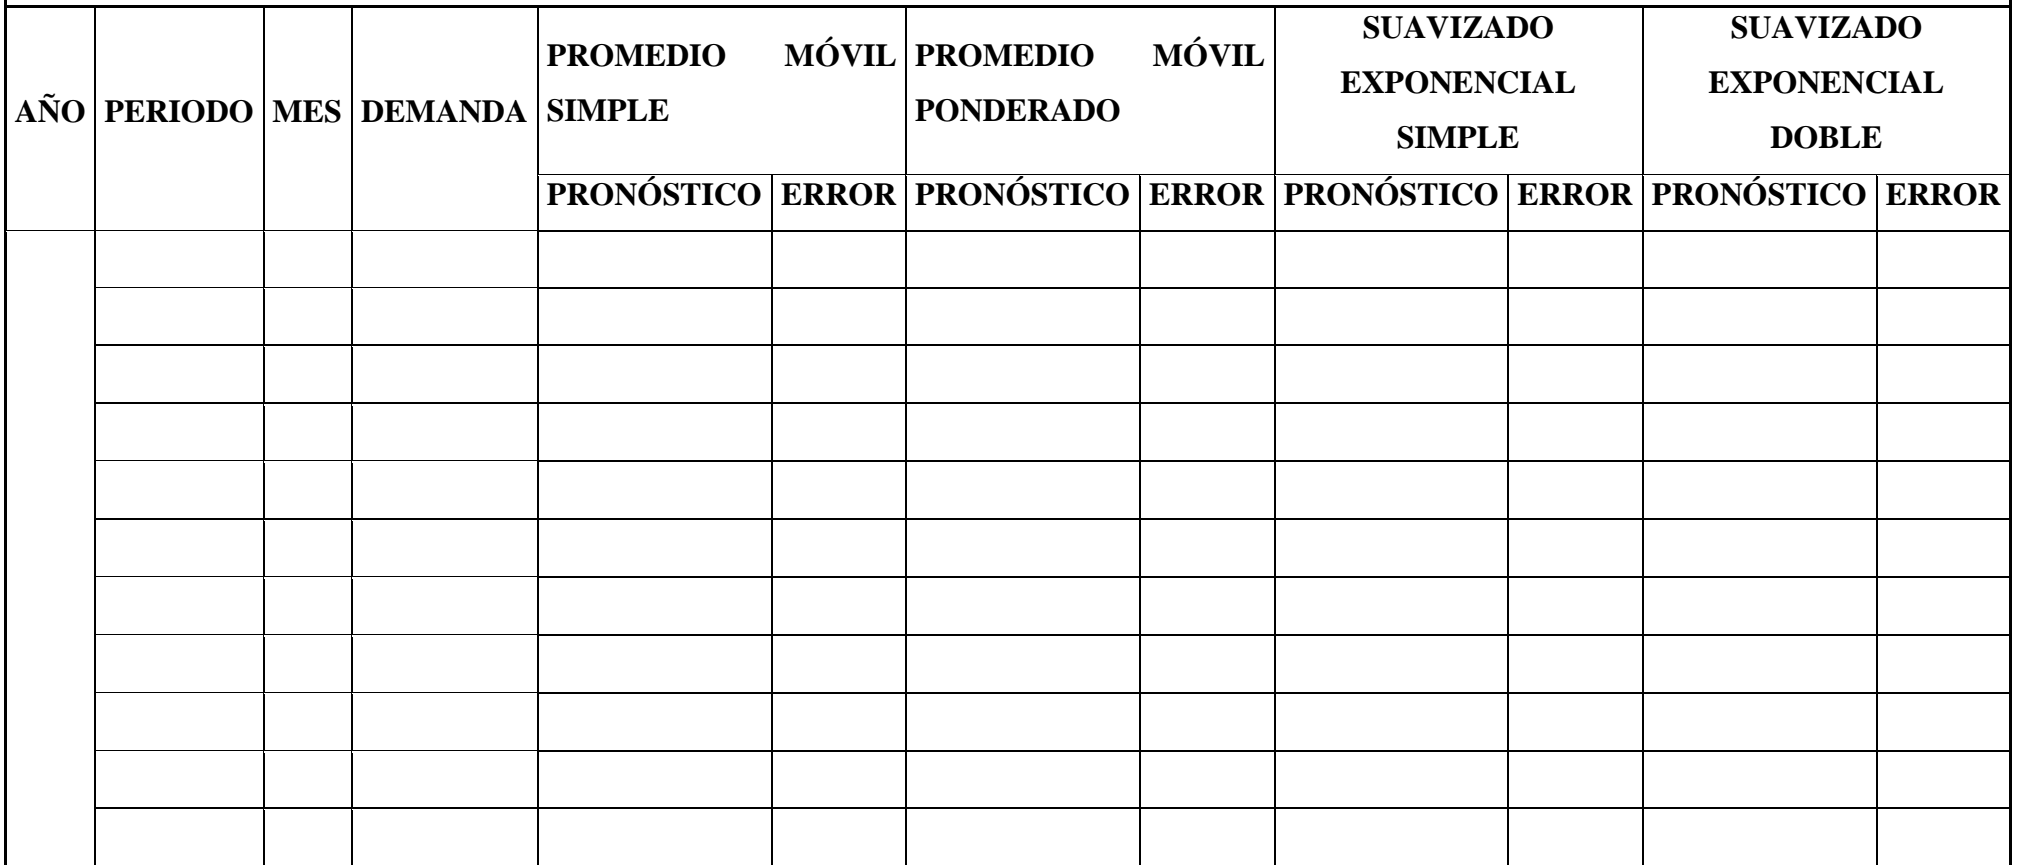 AÑO
PERIODO
MES
DEMANDA
PROMEDIO MÓVIL
SIMPLE
PROMEDIO MÓVIL
PONDERADO
SUAVIZADO
EXPONENCIAL
SIMPLE
SUAVIZADO
EXPONENCIAL
DOBLE
PRONÓSTICO ERROR PRONÓSTICO ERROR PRONÓSTICO ERROR PRONÓSTICO ERROR